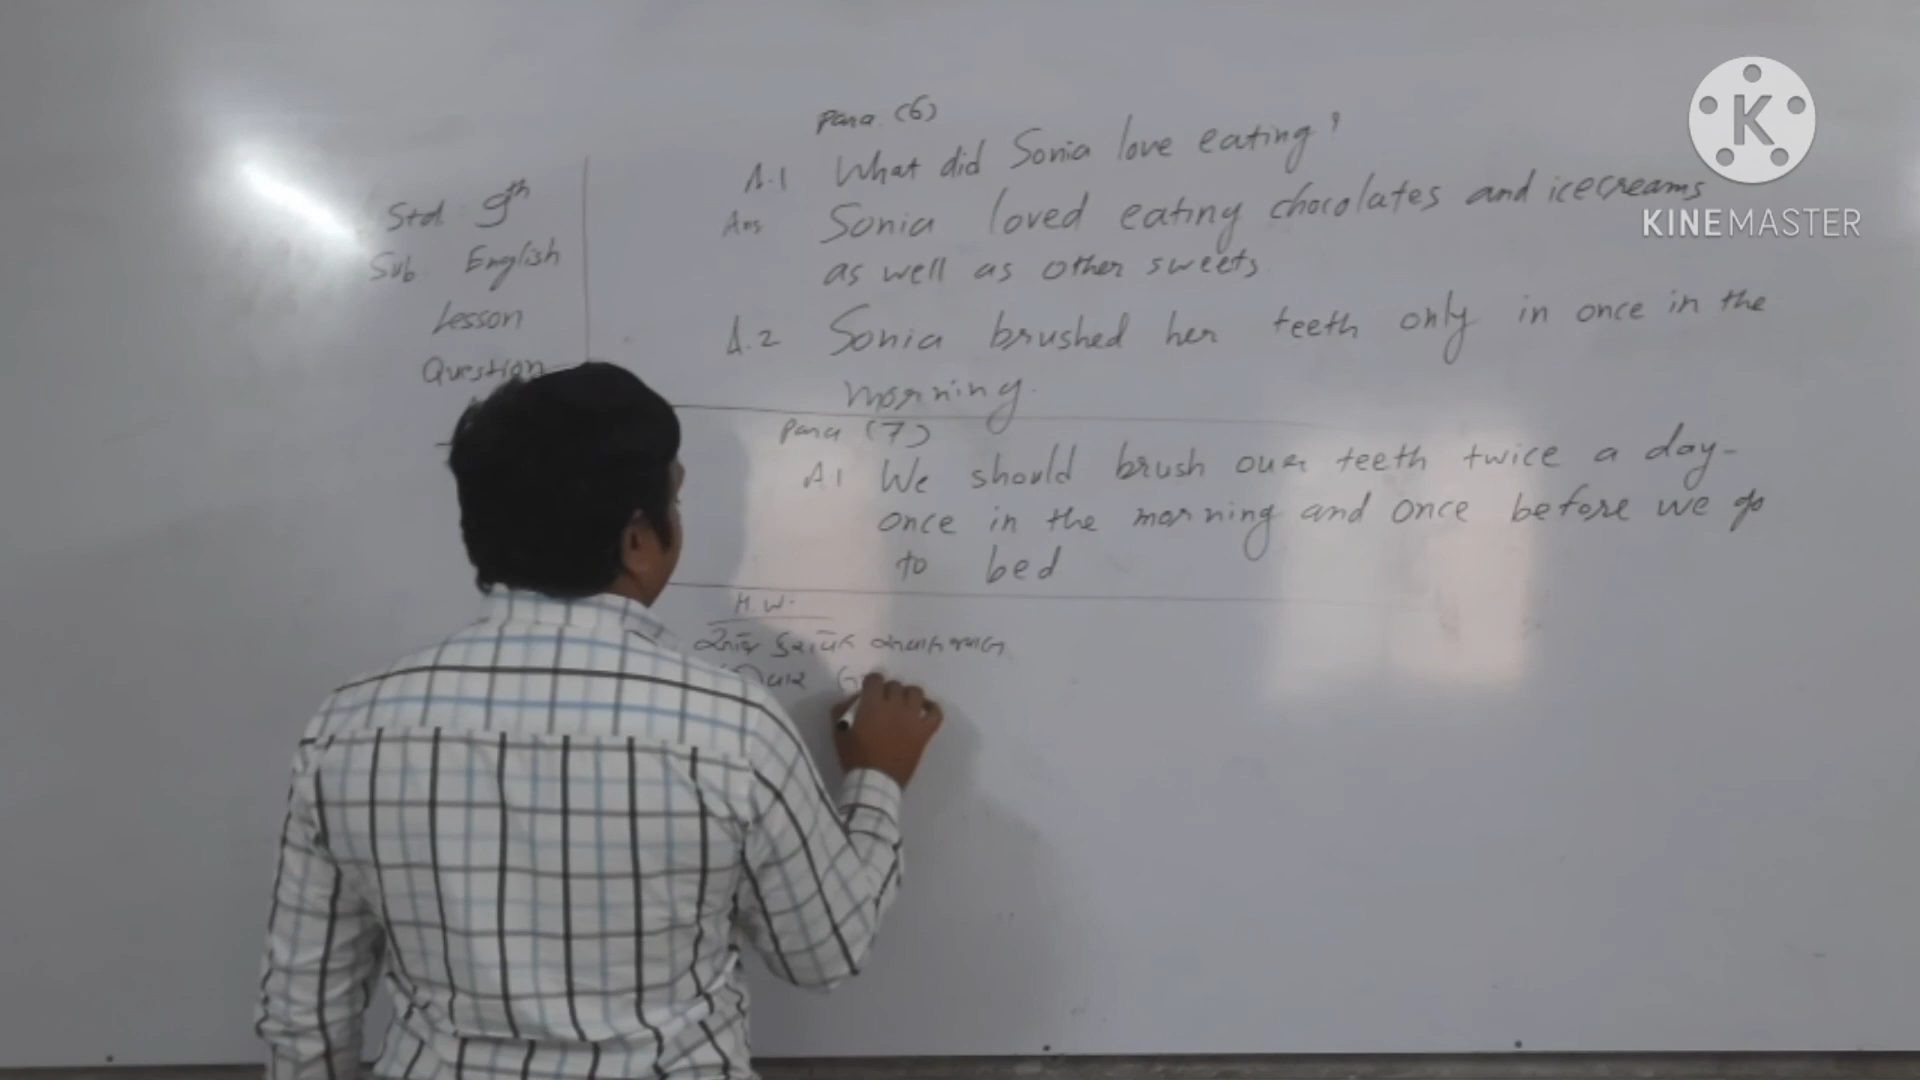 Std 9th
Sub. English
Lesson
Question
Para. (6)
A.1 What did Sonia love eating?
Ans Sonia loved eating chocolates and icecreams
as well as other sweets
A.2 Sonia brushed her teeth only in once in the
morning.
Para (7)
A1 We should brush our teeth twice a day-
once in the morning and once before we go
to bed
H.W.
K
KINEMASTER